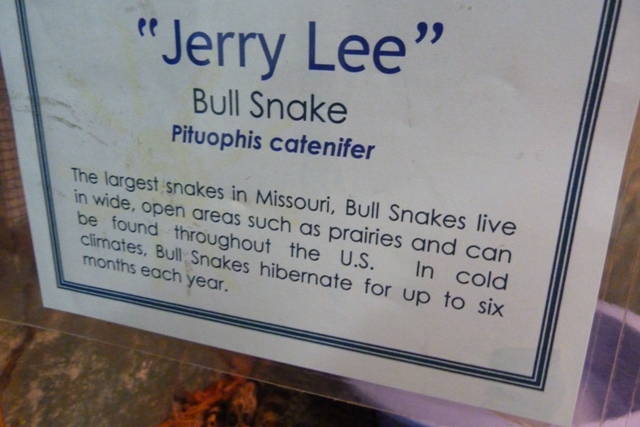 “Jerry Lee”
Bull Snake
Pituophis catenifer
The largest snakes in Missouri, Bull Snakes live
in wide, open areas such as prairies and can
be found throughout the U.S. In cold
climates, Bull Snakes hibernate for up to six
months each year.